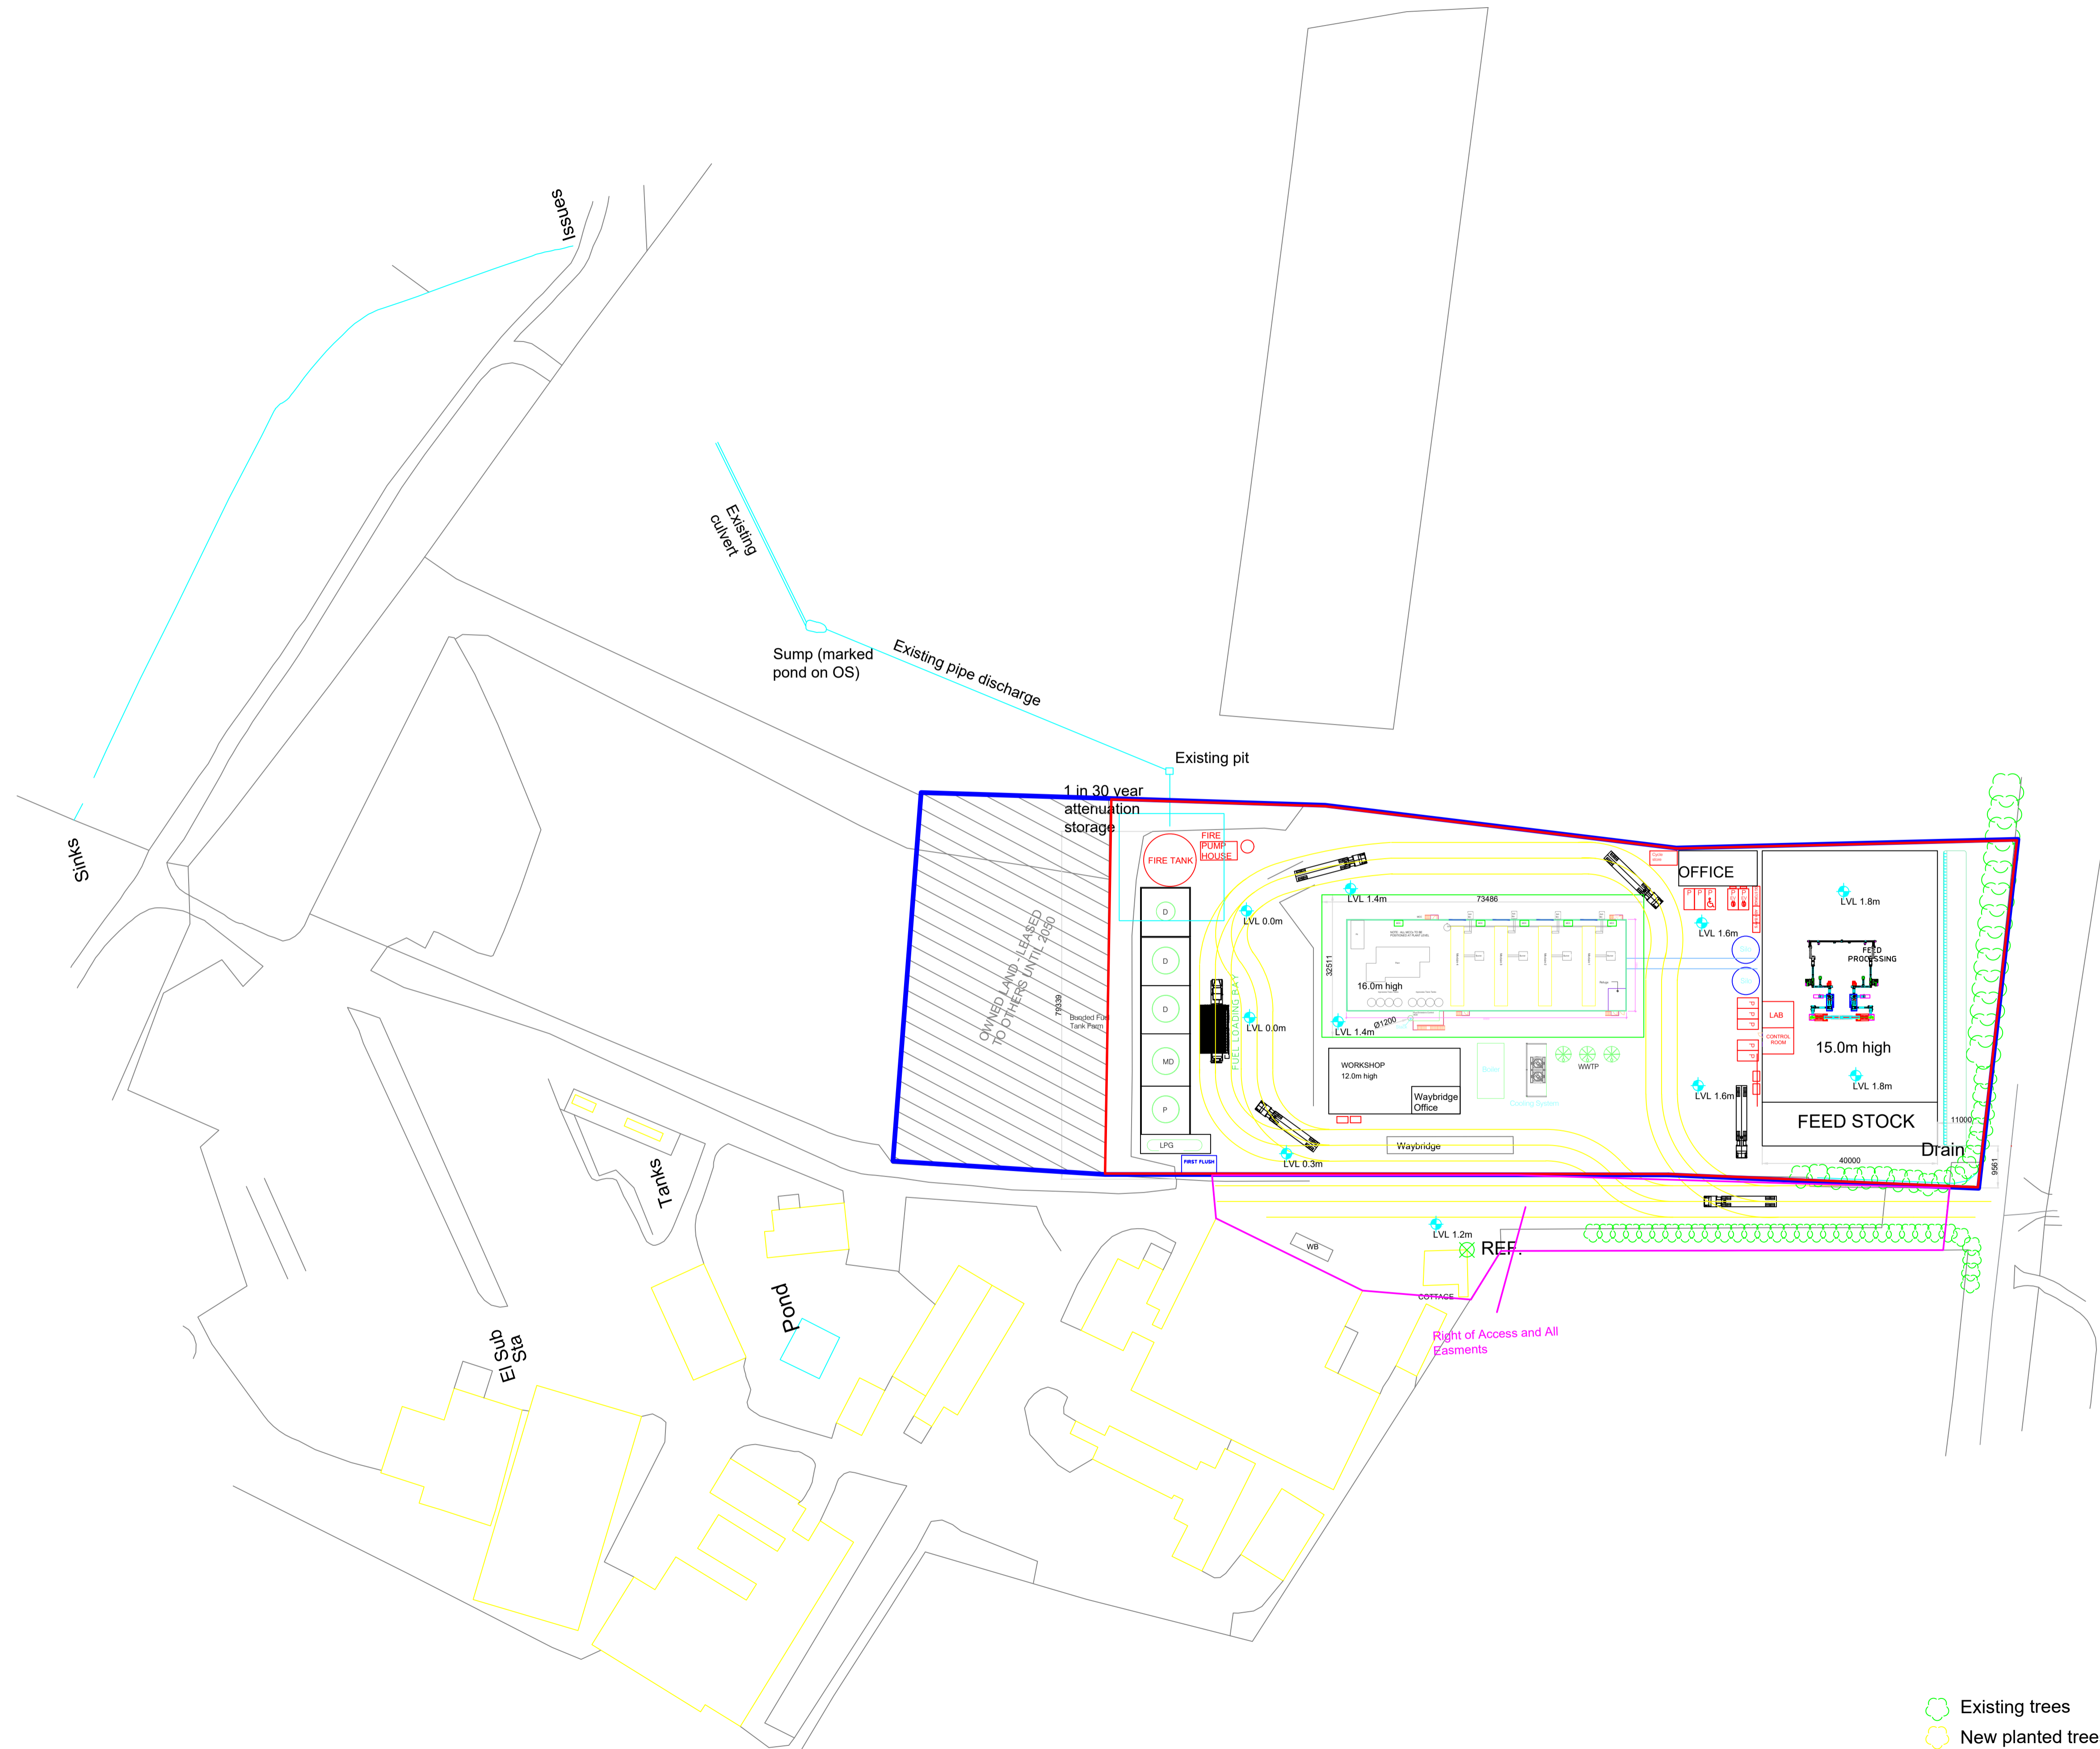 Issues
Existing
culvert
Sump (marked
pond on OS)
Existing pipe discharge
Existing pit
Sinks
1 in 30 year
attenuation
storage
FIRE
PUMP
HOUSE
FIRE TANK
OFFICE
P
P
P
P
P
LVL 1.4m
73486
LVL 1.8m
D
LVL 0.0m
LVL 1.6m
OWNED LAND - LEASED
TO OTHERS UNTIL 2050
32511
FEED
PROCESSING
D
16.0m high
79339
Bunded Fuel
Tank Farm
D
LVL 0.0m
LVL 1.4m
Ø1200
FUEL LOADING BAY
P
P
P
LAB
CONTROL
ROOM
15.0m high
P
P
MD
WORKSHOP
12.0m high
WWTP
LVL 1.8m
LVL 1.6m
Waybridge
Office
P
FEED STOCK
11000
LPG
Waybridge
Drain
FIRST FLUSH
LVL 0.3m
40000
9561
Tanks
LVL 1.2m
WB
REF.
COTTAGE
Pond
Right of Access and All
Easments
El Sub
Sta
Existing trees
New planted tree